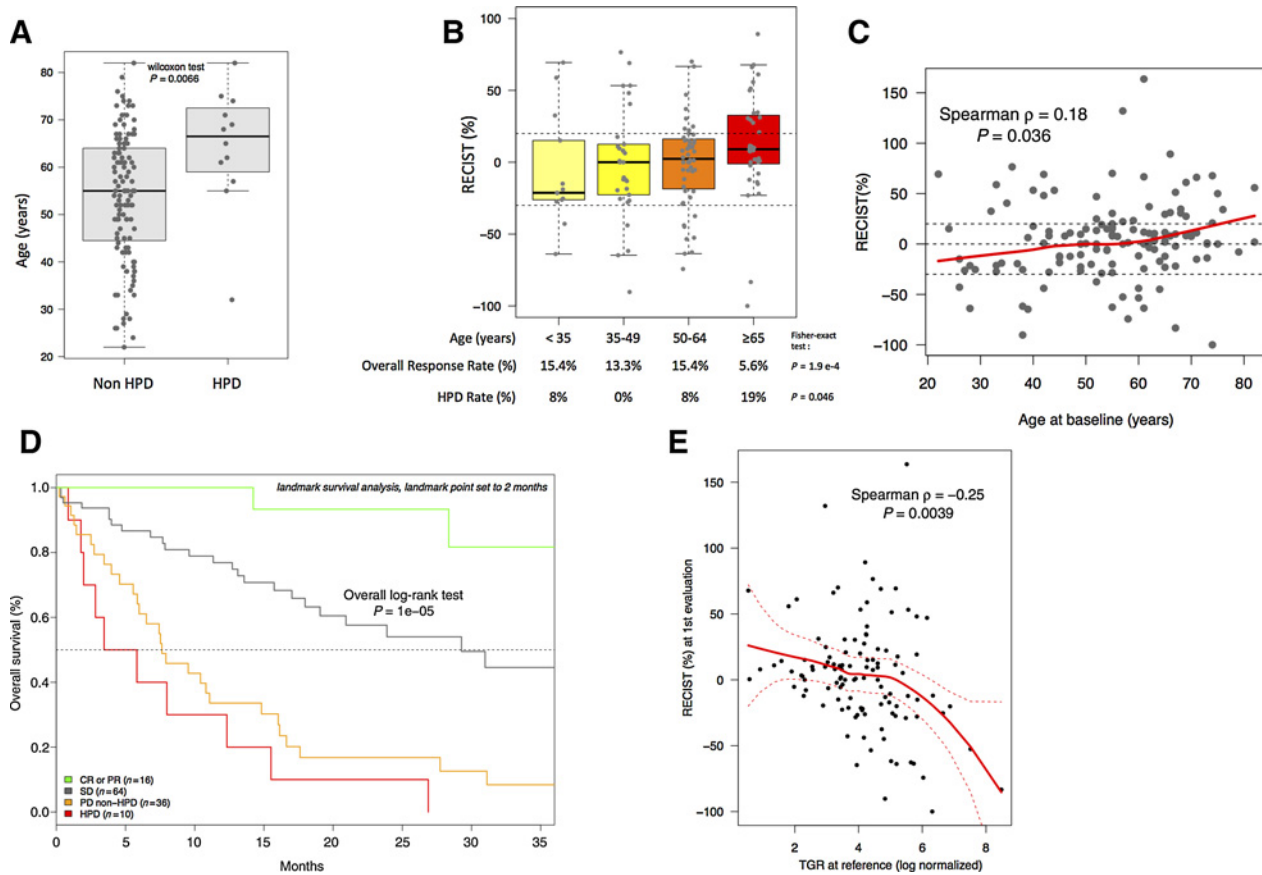 A
Age (years)
80
70
60
50
40
30
20
wilcoxon test
P = 0.0066
Non HPD
HPD
B
RECIST (%)
100
50
0
−50
−100
Age (years) < 35 35-49 50-64 ≥65 Fisher-exact
test :
Overall Response Rate (%) 15.4% 13.3% 15.4% 5.6% P = 1.9 e-4
HPD Rate (%) 8% 0% 8% 19% P = 0.046
C
RECIST(%)
150
100
50
0
−50
−100
Spearman ρ = 0.18
P = 0.036
20 30 40 50 60 70 80
Age at baseline (years)
D
Overall survival (%)
1.0
0.8
0.6
0.4
0.2
0.0
landmark survival analysis, landmark point set to 2 months
Overall log-rank test
P = 1e−05
CR or PR (n=16)
SD (n=64)
PD non−HPD (n=36)
HPD (n=10)
0 5 10 15 20 25 30 35
Months
E
RECIST (%) at 1st evaluation
150
100
50
0
−50
−100
Spearman ρ = −0.25
P = 0.0039
2 4 6 8
TGR at reference (log normalized)